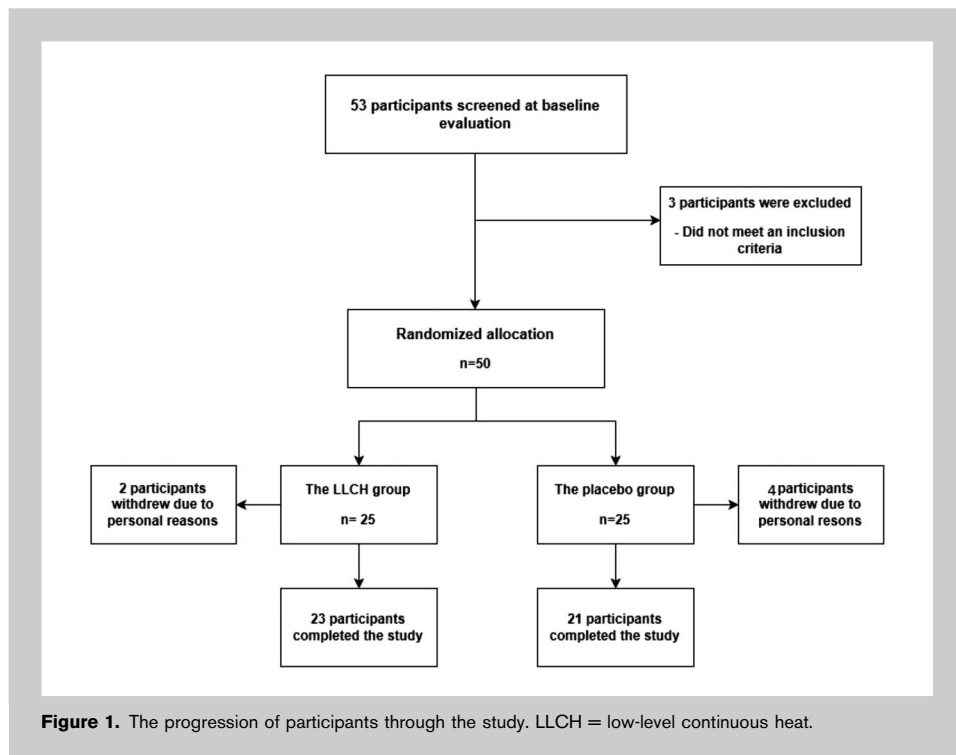 53 participants screened at baseline
evaluation
3 participants were excluded
- Did not meet an inclusion
criteria
Randomized allocation
n=50
2 participants
withdrew due to
personal reasons
The LLCH group
n= 25
The placebo group
n=25
4 participants
withdrew due to
personal resons
23 participants
completed the study
21 participants
completed the study
Figure 1. The progression of participants through the study. LLCH = low-level continuous heat.